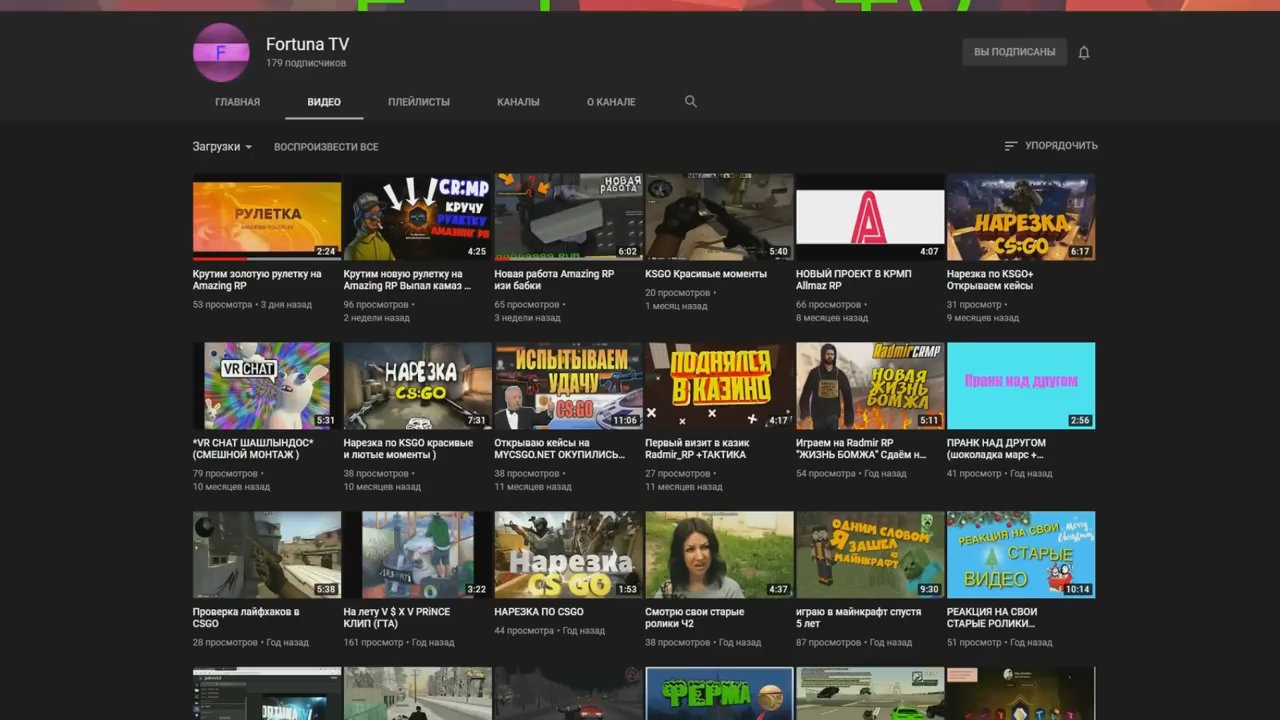 Fortuna TV
179 подписчиков
ВЫ ПОДПИСАНЫ
F
ГЛАВНАЯ
ВИДЕО
ПЛЕЙЛИСТЫ
КАНАЛЫ
О КАНАЛЕ
Загрузки
ВОСПРОИЗВЕСТИ ВСЕ
УПОРЯДОЧИТЬ
РУЛЕТКА
2:24
CR:MP
КРУЧУ
РУЛЕТКУ
АМАЗИНГ РП
4:25
НОВАЯ
РАБОТА
6:02
5:40
4:07
НАРЕЗКА
CS:GO
6:17
Крутим золотую рулетку на
Amazing RP
53 просмотра • 3 дня назад
Крутим новую рулетку на
Amazing RP Выпал камаз ...
96 просмотров •
2 недели назад
Новая работа Amazing RP
изи бабки
65 просмотров •
3 недели назад
KSGO Красивые моменты
20 просмотров •
1 месяц назад
НОВЫЙ ПРОЕКТ В КРМП
Allmaz RP
66 просмотров •
8 месяцев назад
Нарезка по KSGO+
Открываем кейсы
31 просмотр •
9 месяцев назад
VR CHAT
5:31
НАРЕЗКА
CS:GO
7:31
ИСПЫТЫВАЕМ
УДАЧУ
CS:GO
11:06
ПОДНЯЛСЯ
В КАЗИНО
4:17
RadmirCRMP
НОВАЯ
ЖИЗНЬ
БОМЖА
5:11
Пранк над другом
2:56
*VR CHAT ШАШЛЫНДОС*
(СМЕШНОЙ МОНТАЖ )
79 просмотров •
10 месяцев назад
Нарезка по KSGO красивые
и лютые моменты )
38 просмотров •
10 месяцев назад
Открываю кейсы на
MYCSGO.NET ОКУПИЛИСЬ...
38 просмотров •
11 месяцев назад
Первый визит в казик
Radmir_RP +ТАКТИКА
27 просмотров •
11 месяцев назад
Играем на Radmir RP
"ЖИЗНЬ БОМЖА" Сдаём н...
54 просмотра • Год назад
ПРАНК НАД ДРУГОМ
(шоколадка марс +...
41 просмотр • Год назад
5:38
3:22
Нарезка
CS GO
1:53
4:37
ОДНИМ СЛОВОМ
Я ЗАШЕЛ
в
МАЙНКРАФТ
9:30
РЕАКЦИЯ НА СВОИ
СТАРЫЕ
ВИДЕО
Merry
Christmas
10:14
Проверка лайфхаков в
CSGO
28 просмотров • Год назад
На лету V $ X V PRiNCE
КЛИП (ГТА)
161 просмотр • Год назад
НАРЕЗКА ПО CSGO
44 просмотра • Год назад
Смотрю свои старые
ролики Ч2
38 просмотров • Год назад
играю в майнкрафт спустя
5 лет
87 просмотров • Год назад
РЕАКЦИЯ НА СВОИ
СТАРЫЕ РОЛИКИ...
51 просмотр • Год назад
ФЕРМА